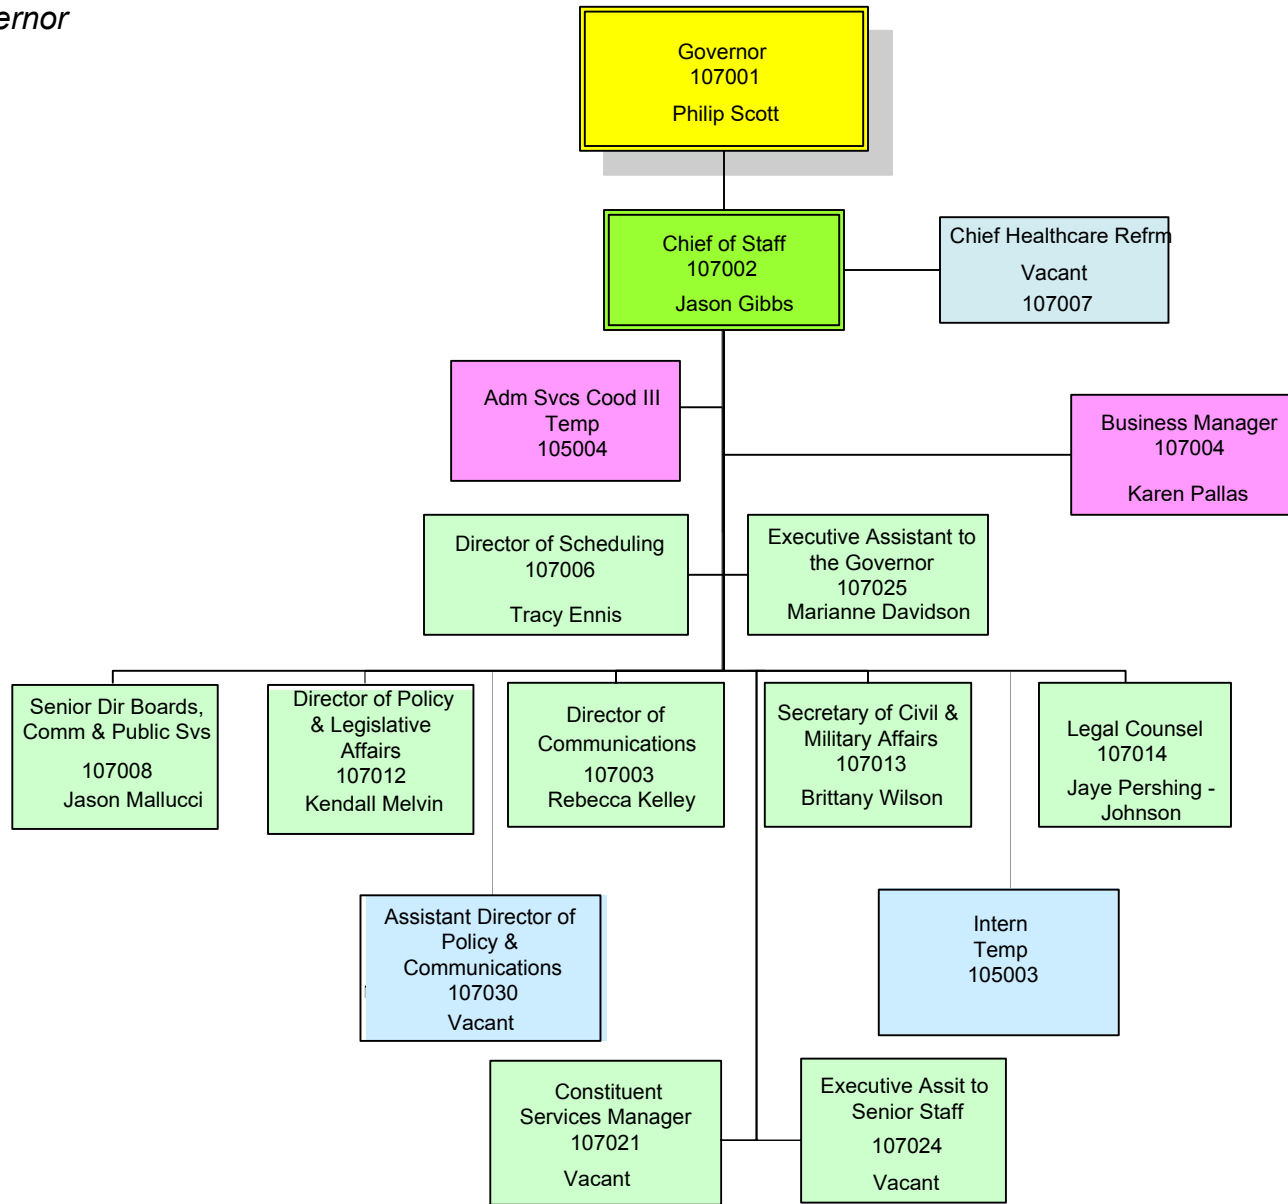 ernor
Governor
107001
Philip Scott
Chief of Staff
107002
Jason Gibbs
Chief Healthcare Refrm
Vacant
107007
Adm Svcs Cood III
Temp
105004
Business Manager
107004
Karen Pallas
Director of Scheduling
107006
Tracy Ennis
Executive Assistant to
the Governor
107025
Marianne Davidson
Senior Dir Boards,
Comm & Public Svs
107008
Jason Mallucci
Director of Policy
& Legislative
Affairs
107012
Kendall Melvin
Director of
Communications
107003
Rebecca Kelley
Secretary of Civil &
Military Affairs
107013
Brittany Wilson
Legal Counsel
107014
Jaye Pershing -
Johnson
Assistant Director of
Policy &
Communications
107030
Vacant
Intern
Temp
105003
Constituent
Services Manager
107021
Vacant
Executive Assit to
Senior Staff
107024
Vacant